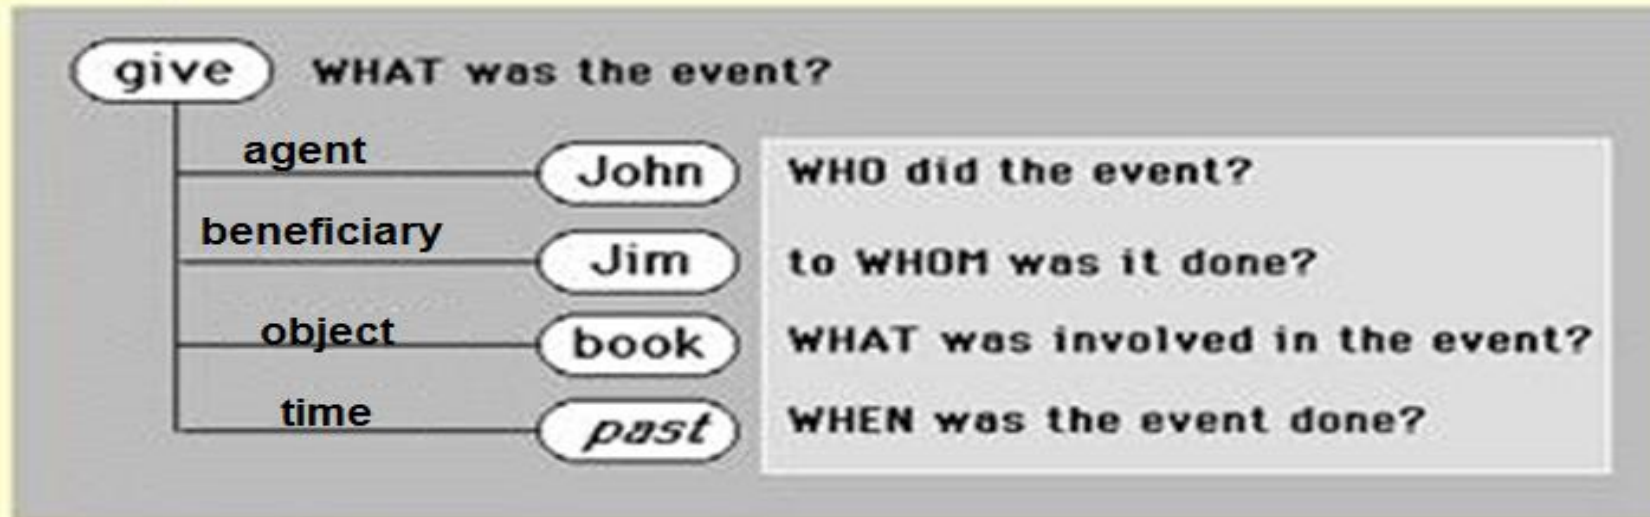 give WHAT was the event?
agent John WHO did the event?
beneficiary Jim to WHOM was it done?
object book WHAT was involved in the event?
time past WHEN was the event done?